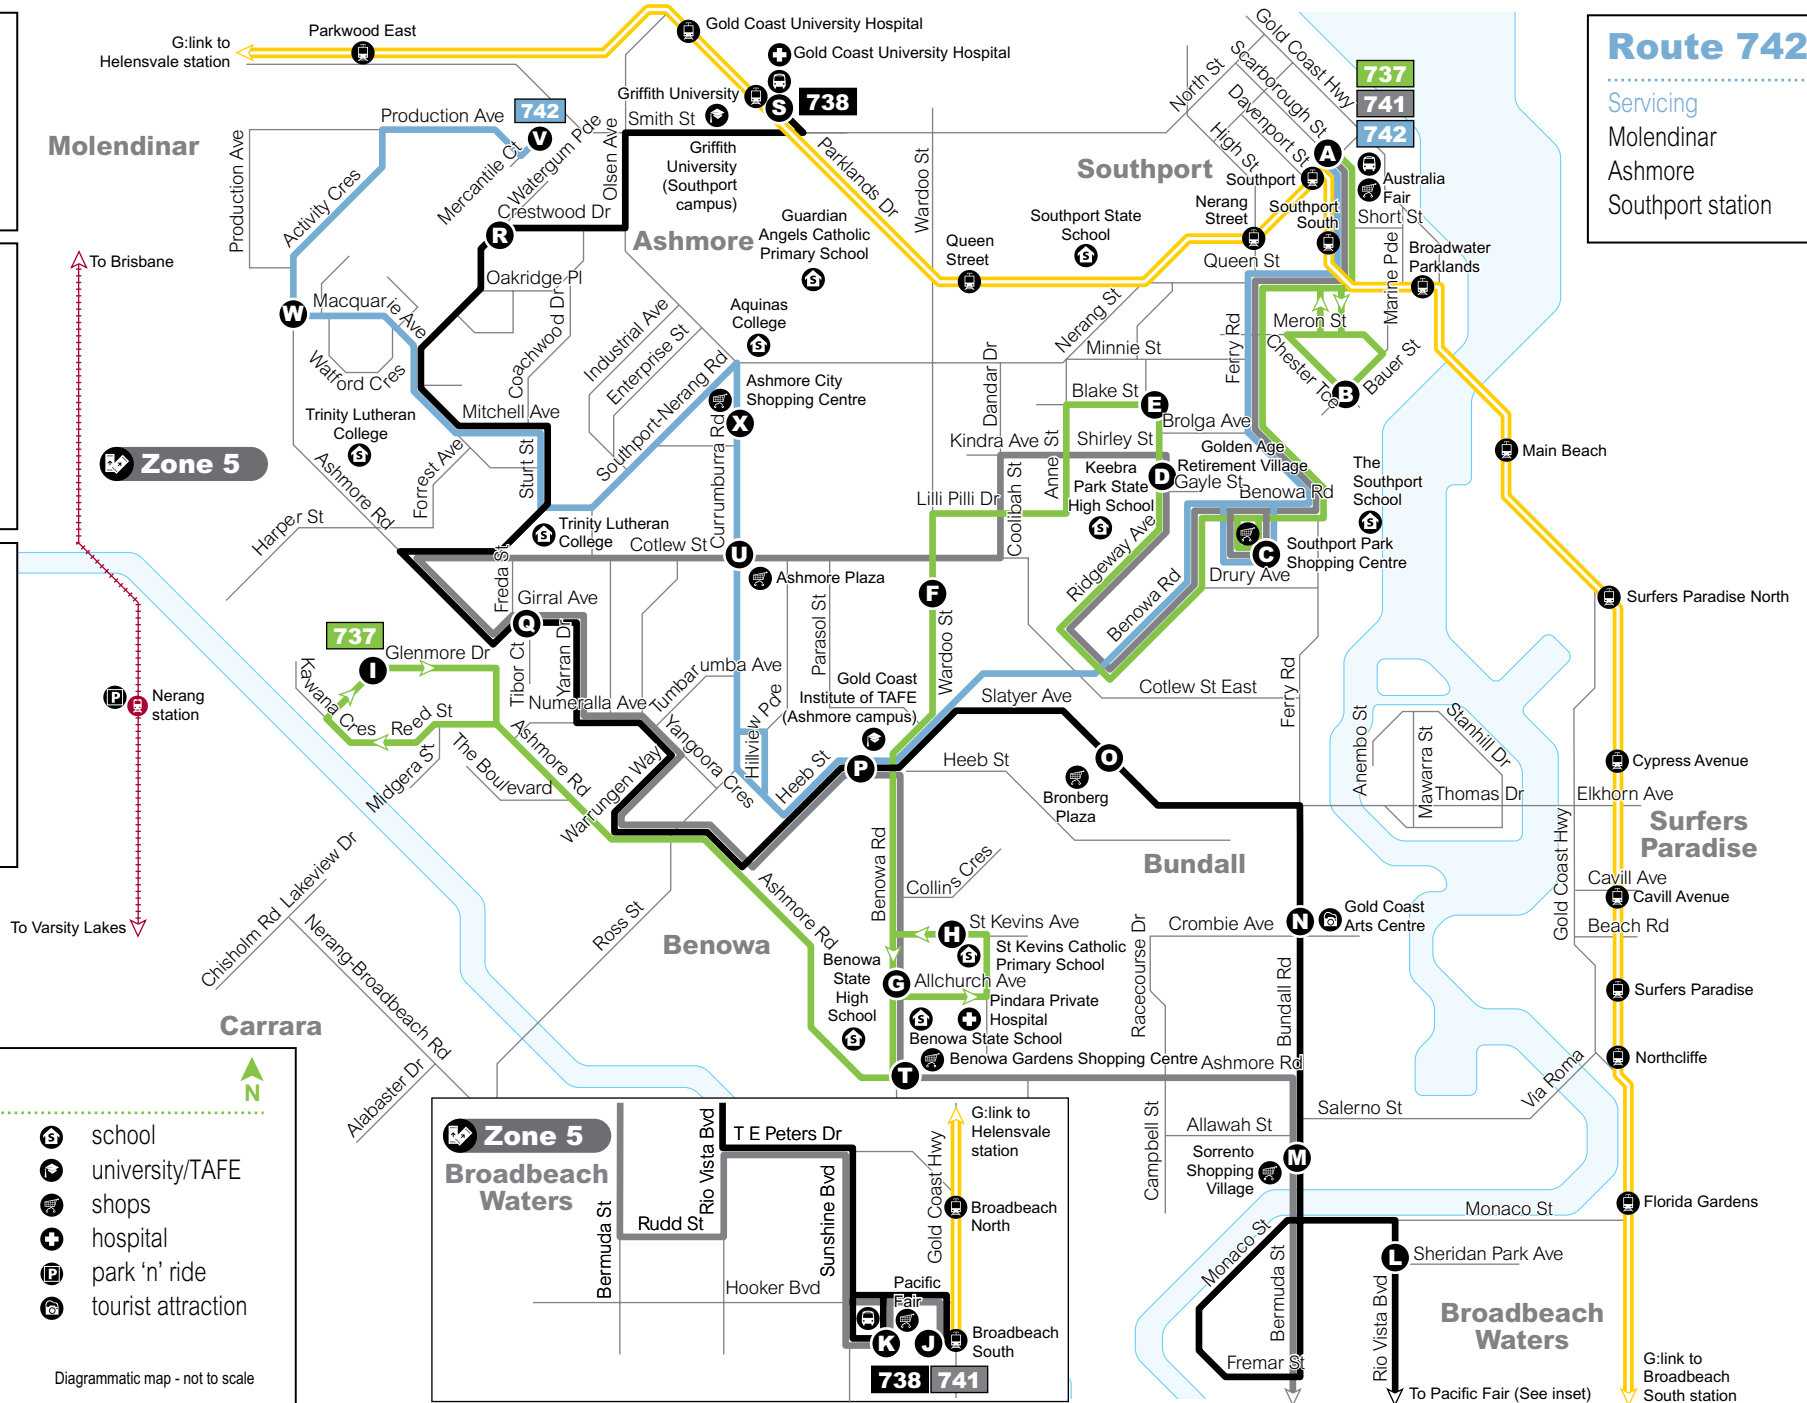 G:link to
Helensvale station
Parkwood East
Gold Coast University Hospital
Gold Coast University Hospital
Griffith University
S
738
Smith St
Griffith
University
(Southport
campus)
Parklands Dr
Molendinar
Production Ave
742
V
Mercantile Ct
Watergum Pde
Olsen Ave
Production Ave
Activity Cres
Crestwood Dr
R
Ashmore
Oakridge Pl
W
Macquarie Ave
Watford Cres
Coachwood Dr
Mitchell Ave
Trinity Lutheran
College
Ashmore Rd
Forrest Ave
Sturt St
Harper St
Trinity Lutheran
College
Industrial Ave
Enterprise St
Southport-Nerang Rd
Guardian
Angels Catholic
Primary School
Aquinas
College
Ashmore City
Shopping Centre
X
Currumburra Rd
Cotlew St
U
Ashmore Plaza
Wardoo St
Queen
Street
Southport State
School
Nerang
Street
Southport
Southport
Southport
South
North St
Gold Coast Hwy
Scarborough St
Davenport St
High St
737
741
742
A
Australia
Fair
Short St
Marine Pde
Broadwater
Parklands
Queen St
Meron St
Chester Tce
Bauer St
B
Nerang St
Minnie St
Ferry Rd
Dandar Dr
Blake St
E
Brolga Ave
Kindra Ave
Anne St
Shirley St
Golden Age
Retirement Village
Keebra
Park State
High School
D
Gayle St
Benowa Rd
The
Southport
School
Lilli Pilli Dr
Coolibah St
C
Southport Park
Shopping Centre
Drury Ave
Ridgeway Ave
Benowa Rd
Cotlew St East
Ferry Rd
Main Beach
Surfers Paradise North
Cypress Avenue
Elkhorn Ave
Surfers
Paradise
Cavill Ave
Cavill Avenue
Beach Rd
Gold Coast Hwy
Surfers Paradise
Northcliffe
Via Roma
Florida Gardens
Monaco St
G:link to
Broadbeach
South station
Route 742
Servicing
Molendinar
Ashmore
Southport station
To Brisbane
Zone 5
Nerang
station
To Varsity Lakes
737
I
Glenmore Dr
Kawana Cres
Reed St
Midgera St
The Boulevard
Ashmore Rd
Freda St
Girral Ave
Q
Tibor Ct
Yarran Dr
Numeralla Ave
Warrungen Way
Tumbarumba Ave
Yangoora Cres
Hillview Pde
Parasol St
Heeb St
Gold Coast
Institute of TAFE
(Ashmore campus)
P
F
Wardoo St
Slatyer Ave
O
Heeb St
Bronberg
Plaza
Bundall
Anembo St
Mawarra St
Stanhill Dr
Thomas Dr
Chisholm Rd
Lakeview Dr
Nerang-Broadbeach Rd
Alabaster Dr
Carrara
Ross St
Benowa
Ashmore Rd
Benowa Rd
Collins Cres
H
St Kevins Ave
St Kevins Catholic
Primary School
G
Allchurch Ave
Pindara Private
Hospital
Benowa State School
Benowa
State
High
School
T
Benowa Gardens Shopping Centre
Ashmore Rd
Crombie Ave
N
Gold Coast
Arts Centre
Racecourse Dr
Bundall Rd
Salerno St
Campbell St
Allawah St
Sorrento
Shopping
Village
M
Monaco St
Bermuda St
L
Sheridan Park Ave
Rio Vista Bvd
Fremar St
Broadbeach
Waters
To Pacific Fair (See inset)
N
school
university/TAFE
shops
hospital
park ‘n’ ride
tourist attraction
Diagrammatic map - not to scale
Zone 5
Broadbeach
Waters
Bermuda St
Rudd St
Rio Vista Bvd
T E Peters Dr
Sunshine Bvd
Hooker Bvd
Gold Coast Hwy
G:link to
Helensvale
station
Broadbeach
North
Pacific
Fair
K
J
Broadbeach
South
738
741